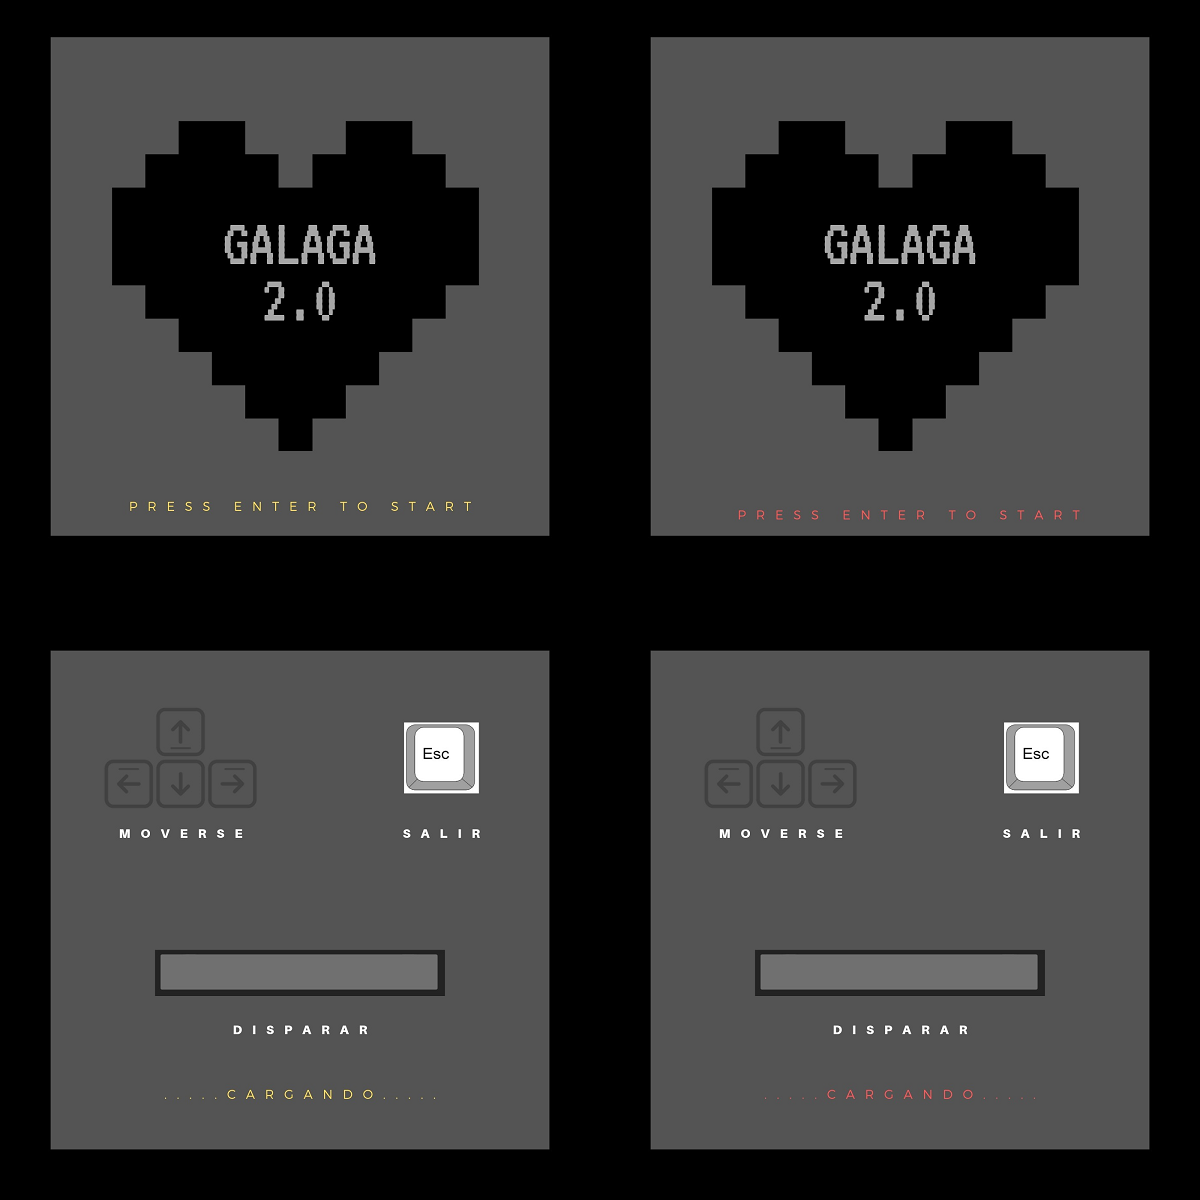 GALAGA
2.0
PRESS ENTER TO START
GALAGA
2.0
PRESS ENTER TO START
Esc
MOVERSE
SALIR
DISPARAR
.....CARGANDO.....
Esc
MOVERSE
SALIR
DISPARAR
.....CARGANDO.....